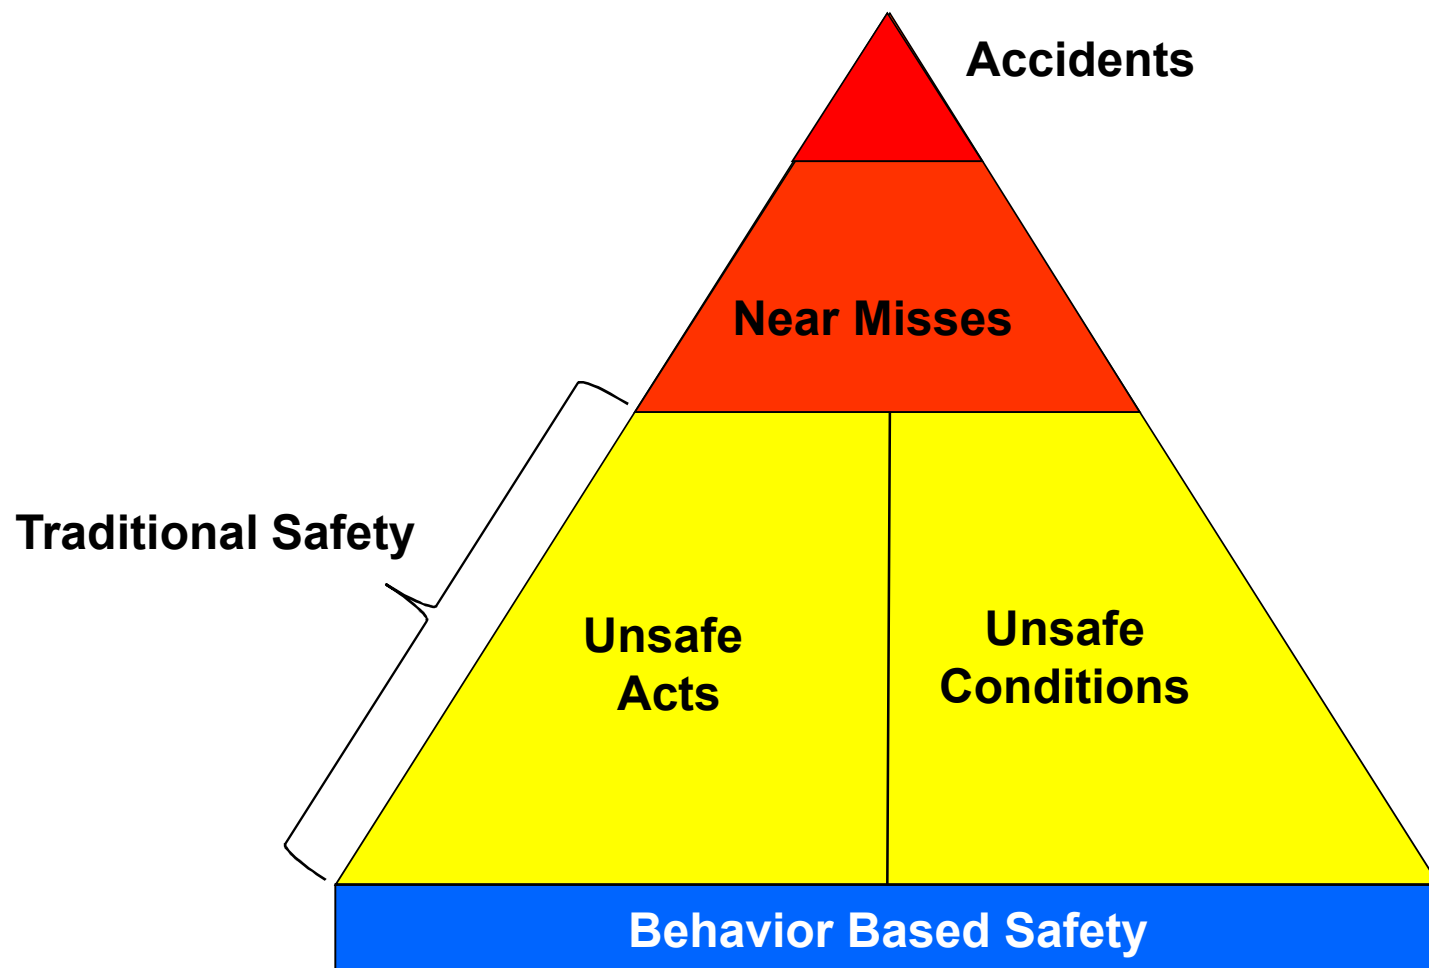 Accidents
Near Misses
Traditional Safety
Unsafe
Acts
Unsafe
Conditions
Behavior Based Safety